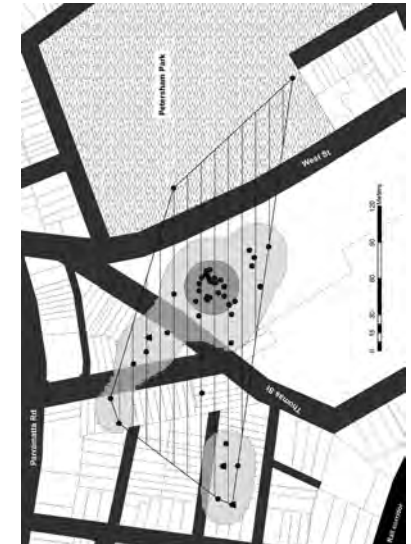 Petersham Park
West St
Parramatta Rd
Thomas St
Rail corridor
0 15 30 60 90 120
Meters